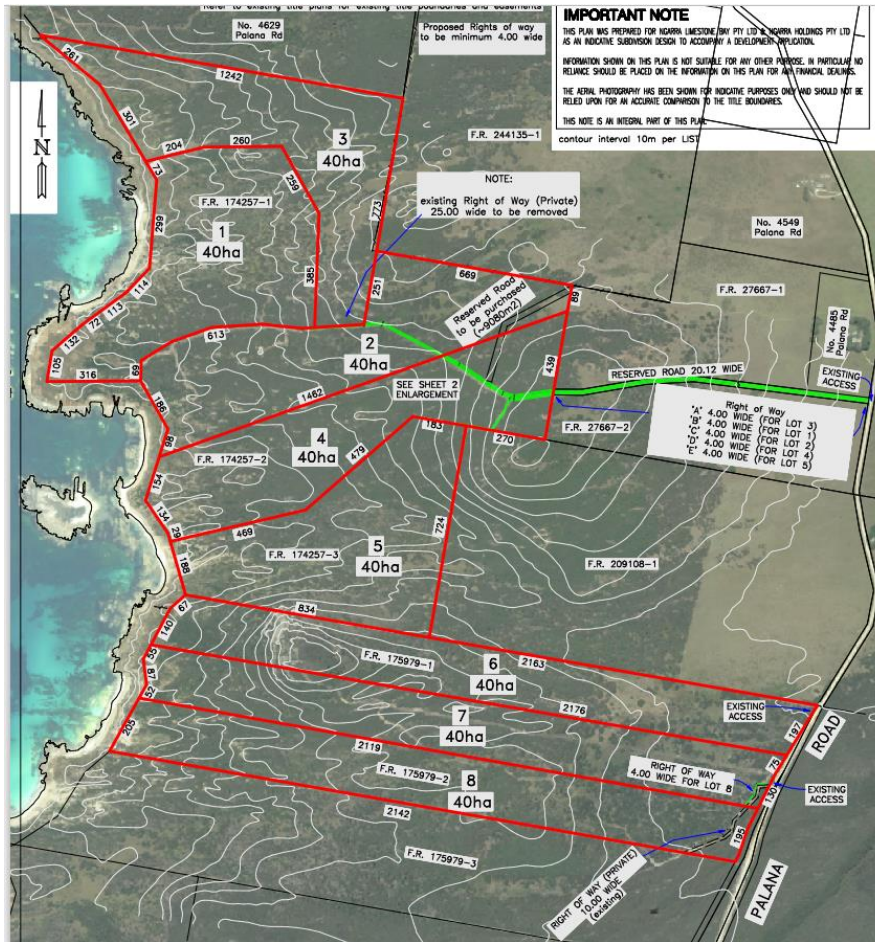 Refer to existing title plans for existing title boundaries and easements
No. 4629
Palana Rd
Proposed Rights of way
to be minimum 4.00 wide
IMPORTANT NOTE
THIS PLAN WAS PREPARED FOR NGARRA LIMESTONE BAY PTY LTD & NGARRA HOLDINGS PTY LTD
AS AN INDICATIVE SUBDIVISION DESIGN TO ACCOMPANY A DEVELOPMENT APPLICATION.
INFORMATION SHOWN ON THIS PLAN IS NOT SUITABLE FOR ANY OTHER PURPOSE. IN PARTICULAR NO
RELIANCE SHOULD BE PLACED ON THE INFORMATION ON THIS PLAN FOR ANY FINANCIAL DEALINGS.
THE AERIAL PHOTOGRAPHY HAS BEEN SHOWN FOR INDICATIVE PURPOSES ONLY AND SHOULD NOT BE
RELIED UPON FOR AN ACCURATE COMPARISON TO THE TITLE BOUNDARIES.
THIS NOTE IS AN INTEGRAL PART OF THIS PLAN.
contour interval 10m per LIST
261
1242
N
301
204
260
3
40ha
F.R. 244135-1
73
259
NOTE:
existing Right of Way (Private)
25.00 wide to be removed
F.R. 174257-1
1
40ha
773
299
No. 4549
Palana Rd
385
114
251
669
89
F.R. 27667-1
113
72
132
Reserved Road
to be purchased
(~9080m2)
613
2
40ha
No. 4485
Palana Rd
105
316
69
439
SEE SHEET 2
ENLARGEMENT
RESERVED ROAD 20.12 WIDE
EXISTING
ACCESS
186
1462
Right of Way
"A" 4.00 WIDE (FOR LOT 3)
"B" 4.00 WIDE (FOR LOT 1)
"C" 4.00 WIDE (FOR LOT 2)
"D" 4.00 WIDE (FOR LOT 4)
"E" 4.00 WIDE (FOR LOT 5)
183
270
F.R. 27667-2
98
F.R. 174257-2
4
40ha
479
154
134
29
469
724
188
F.R. 174257-3
5
40ha
F.R. 209108-1
67
834
140
55
F.R. 175979-1
6
40ha
2163
87
52
7
40ha
2176
EXISTING
ACCESS
197
ROAD
205
2119
75
F.R. 175979-2
8
40ha
RIGHT OF WAY
4.00 WIDE FOR LOT 8
130
EXISTING
ACCESS
2142
195
F.R. 175979-3
RIGHT OF WAY (PRIVATE)
10.00 WIDE
(existing)
PALANA